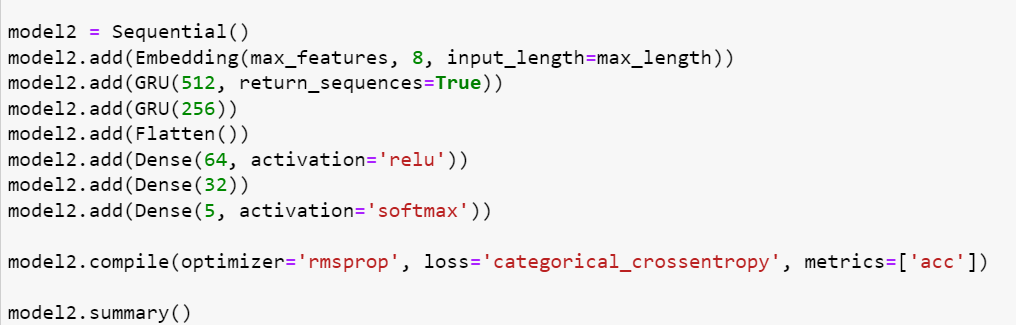 model2 = Sequential()
model2.add(Embedding(max_features, 8, input_length=max_length))
model2.add(GRU(512, return_sequences=True))
model2.add(GRU(256))
model2.add(Flatten())
model2.add(Dense(64, activation='relu'))
model2.add(Dense(32))
model2.add(Dense(5, activation='softmax'))
model2.compile(optimizer='rmsprop', loss='categorical_crossentropy', metrics=['acc'])
model2.summary()